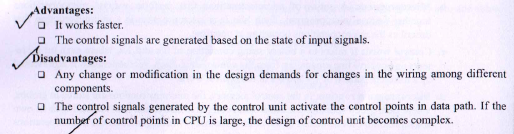 Advantages:
It works faster.
The control signals are generated based on the state of input signals.
Disadvantages:
Any change or modification in the design demands for changes in the wiring among different
components.
The control signals generated by the control unit activate the control points in data path. If the
number of control points in CPU is large, the design of control unit becomes complex.